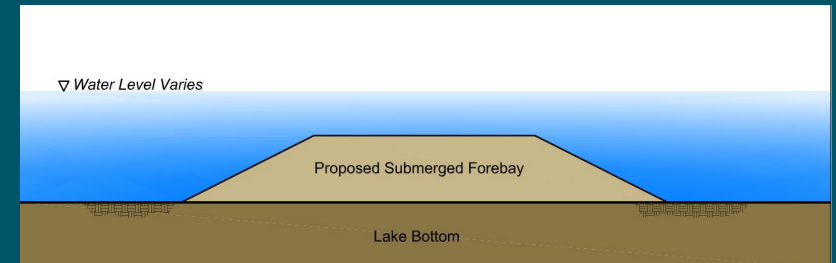 Water Level Varies
Proposed Submerged Forebay
Lake Bottom